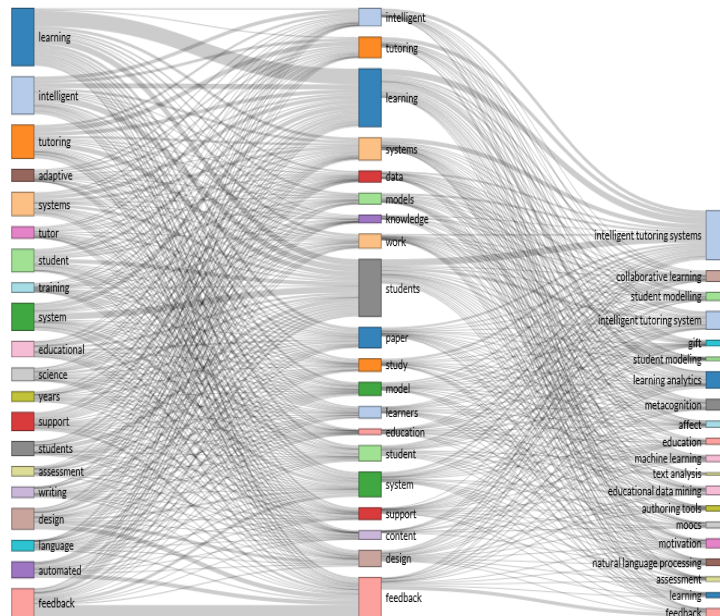 learning
intelligent
tutoring
adaptive
systems
tutor
student
training
system
educational
science
years
support
students
assessment
writing
design
language
automated
feedback
intelligent
tutoring
learning
systems
data
models
knowledge
work
students
paper
study
model
learners
education
student
system
support
content
design
feedback
intelligent tutoring systems
collaborative learning
student modelling
intelligent tutoring system
gift
student modeling
learning analytics
metacognition
affect
education
machine learning
text analysis
educational data mining
authoring tools
moocs
motivation
natural language processing
assessment
learning
feedback